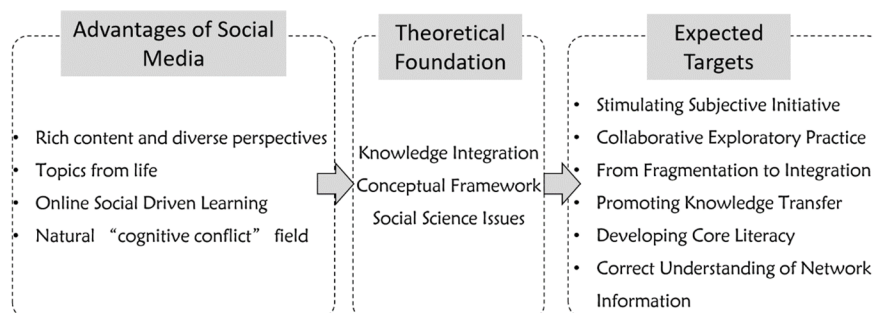 Advantages of Social
Media
• Rich content and diverse perspectives
• Topics from life
• Online Social Driven Learning
• Natural “cognitive conflict” field
Theoretical
Foundation
Knowledge Integration
Conceptual Framework
Social Science Issues
Expected
Targets
• Stimulating Subjective Initiative
• Collaborative Exploratory Practice
• From Fragmentation to Integration
• Promoting Knowledge Transfer
• Developing Core Literacy
• Correct Understanding of Network
Information